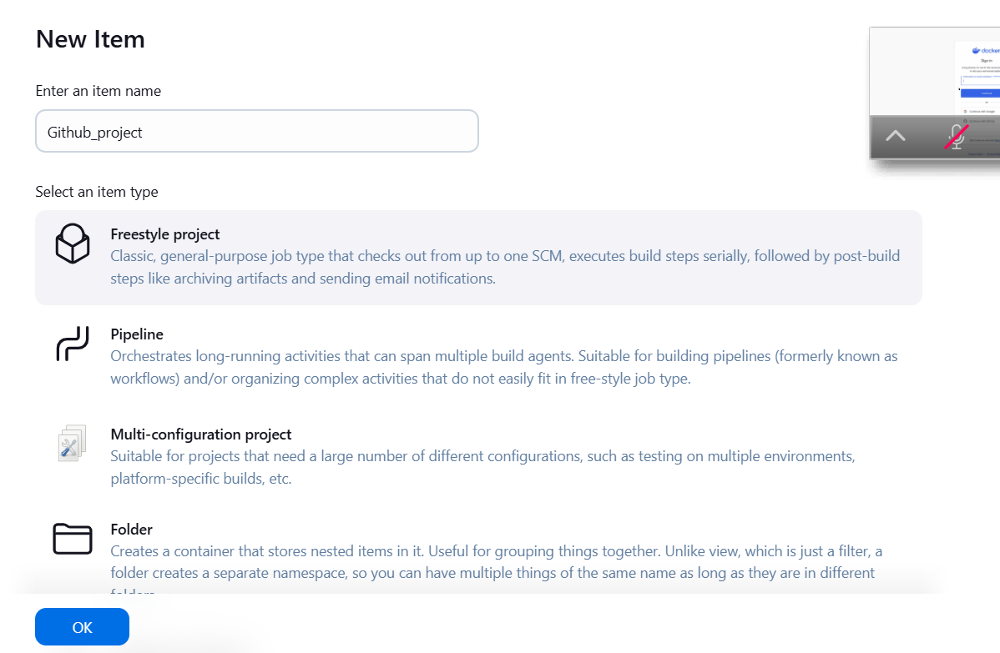 New Item
Enter an item name
Github_project
Select an item type
Freestyle project
Classic, general-purpose job type that checks out from up to one SCM, executes build steps serially, followed by post-build
steps like archiving artifacts and sending email notifications.
Pipeline
Orchestrates long-running activities that can span multiple build agents. Suitable for building pipelines (formerly known as
workflows) and/or organizing complex activities that do not easily fit in free-style job type.
Multi-configuration project
Suitable for projects that need a large number of different configurations, such as testing on multiple environments,
platform-specific builds, etc.
Folder
Creates a container that stores nested items in it. Useful for grouping things together. Unlike view, which is just a filter, a
folder creates a separate namespace, so you can have multiple things of the same name as long as they are in different
folders.
OK
docker
Sign in